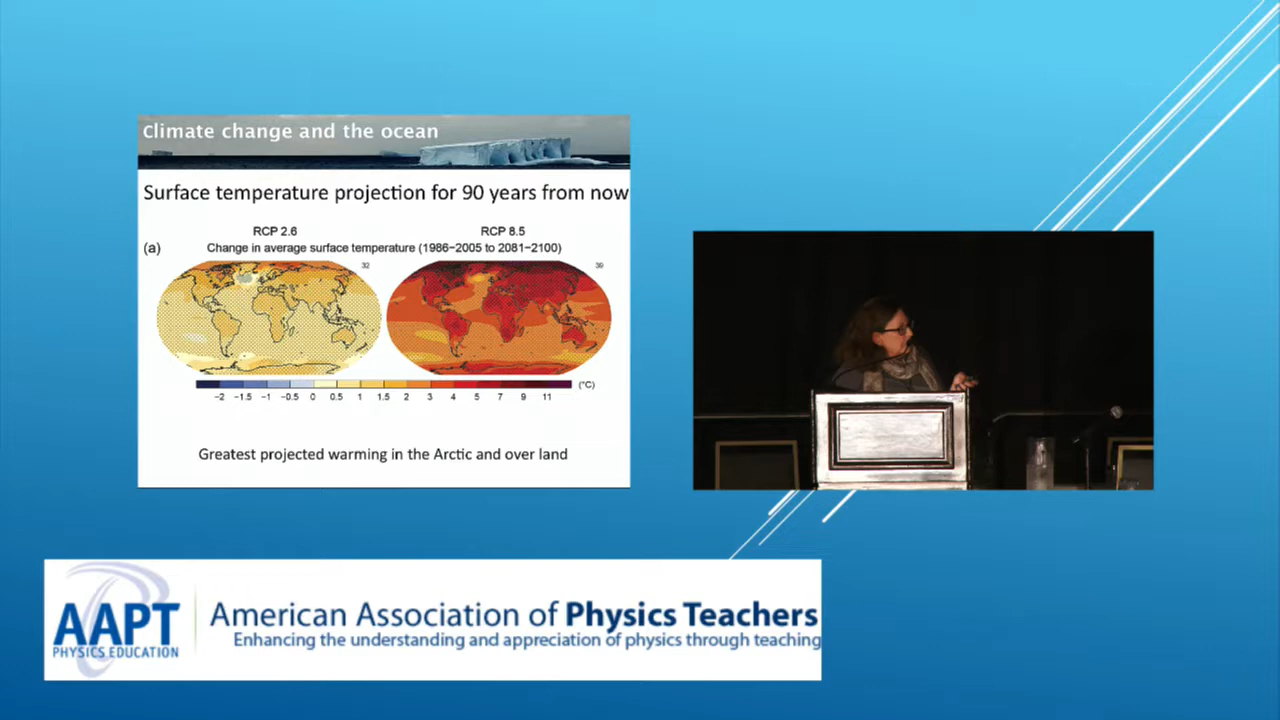 Climate change and the ocean
Surface temperature projection for 90 years from now
RCP 2.6 RCP 8.5
(a) Change in average surface temperature (1986−2005 to 2081−2100)
32 39
(°C)
−2 −1.5 −1 −0.5 0 0.5 1 1.5 2 3 4 5 7 9 11
Greatest projected warming in the Arctic and over land
AAPT
PHYSICS EDUCATION
American Association of Physics Teachers
Enhancing the understanding and appreciation of physics through teaching